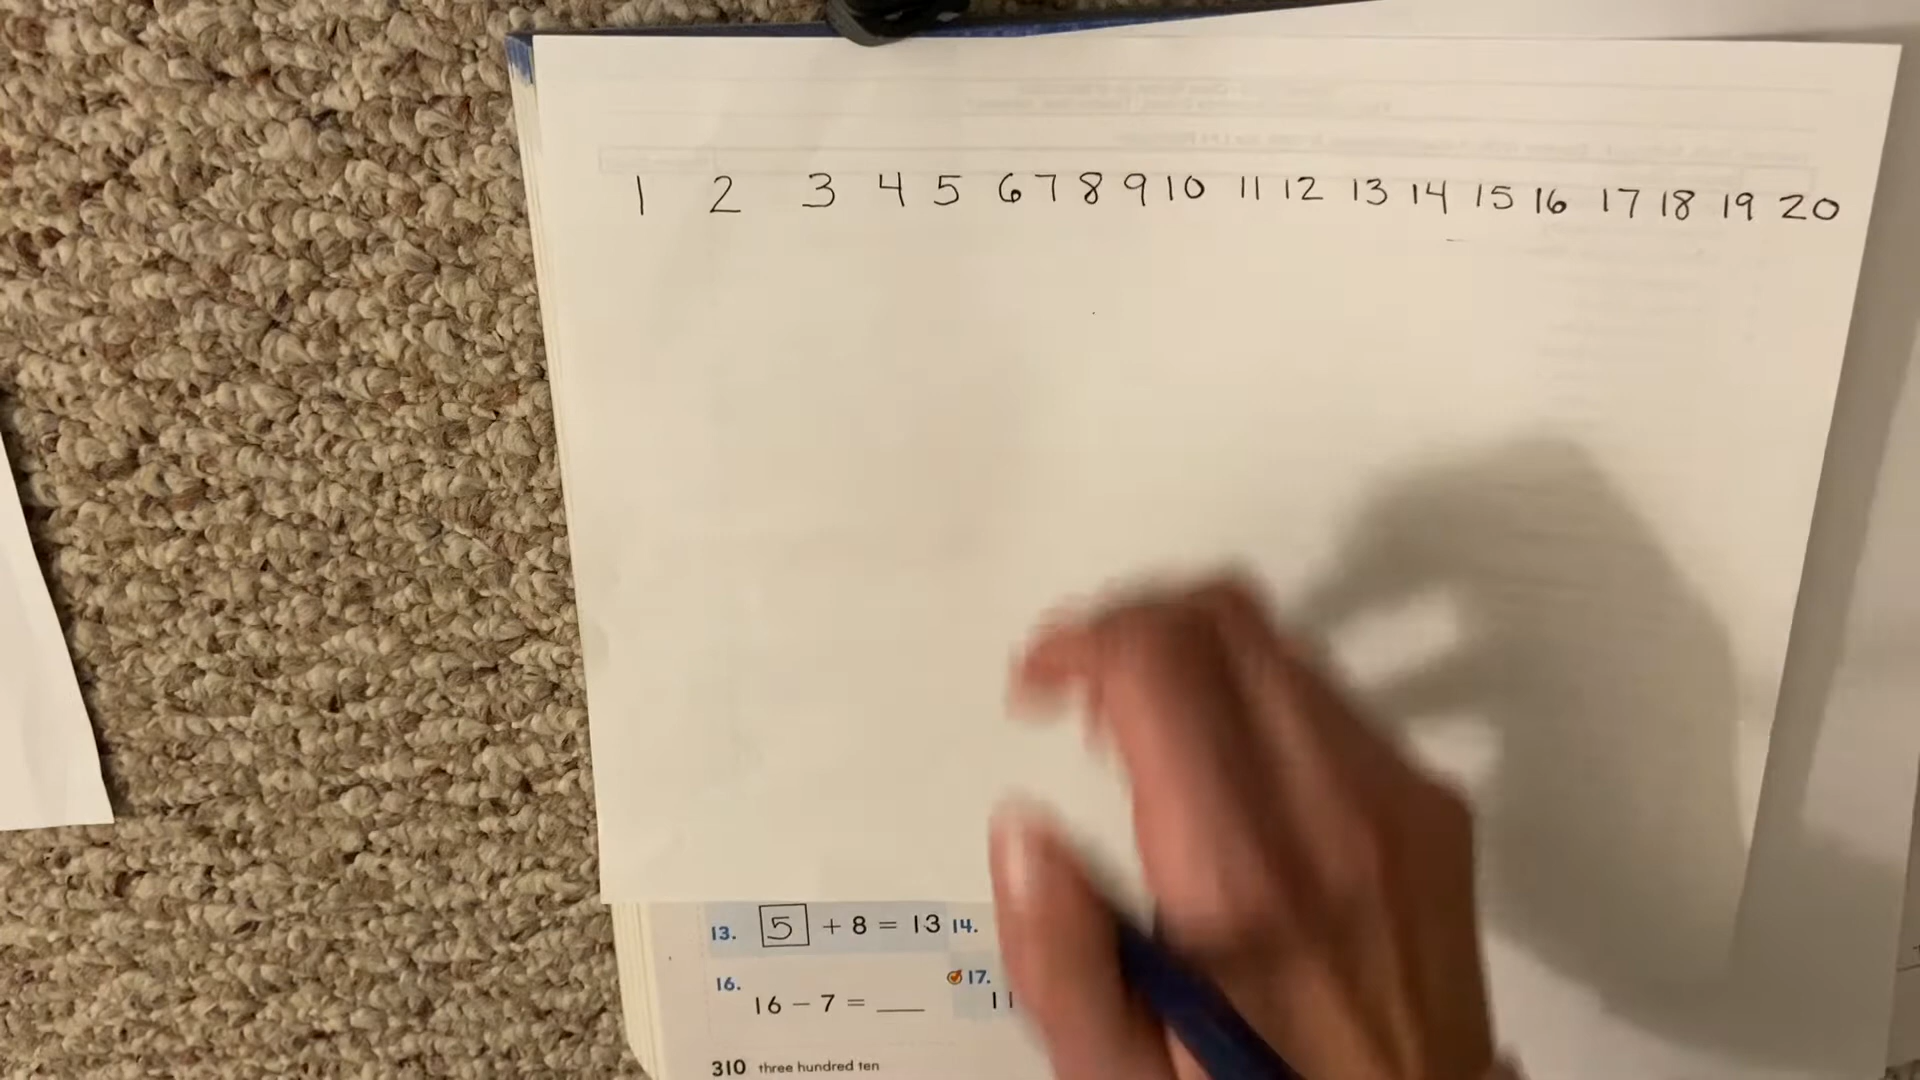 1 2 3 4 5 6 7 8 9 10 11 12 13 14 15 16 17 18 19 20
13. 5 + 8 = 13 14.
16. 17.
16 − 7 = ___ 11
310 three hundred ten